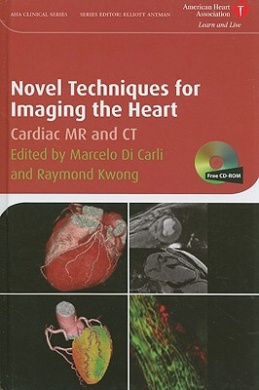 AHA CLINICAL SERIES
SERIES EDITOR: ELLIOTT ANTMAN
American Heart
Association
Learn and Live
Novel Techniques for
Imaging the Heart
Cardiac MR and CT
Edited by Marcelo Di Carli
and Raymond Kwong
Free CD-ROM